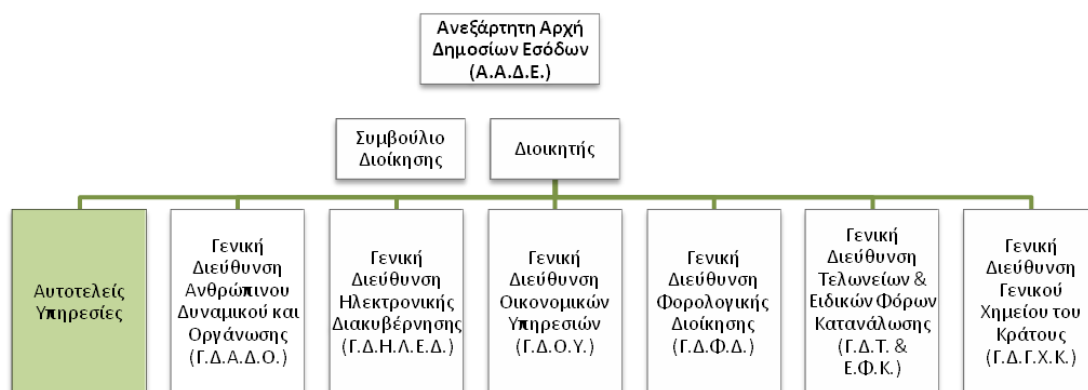 Ανεξάρτητη Αρχή
Δημοσίων Εσόδων
(Α.Α.Δ.Ε.)
Συμβούλιο
Διοίκησης
Διοικητής
Αυτοτελείς
Υπηρεσίες
Γενική
Διεύθυνση
Ανθρώπινου
Δυναμικού και
Οργάνωσης
(Γ.Δ.Α.Δ.Ο.)
Γενική
Διεύθυνση
Ηλεκτρονικής
Διακυβέρνησης
(Γ.Δ.Η.Λ.Ε.Δ.)
Γενική
Διεύθυνση
Οικονομικών
Υπηρεσιών
(Γ.Δ.Ο.Υ.)
Γενική
Διεύθυνση
Φορολογικής
Διοίκησης
(Γ.Δ.Φ.Δ.)
Γενική
Διεύθυνση
Τελωνείων &
Ειδικών Φόρων
Κατανάλωσης
(Γ.Δ.Τ. &
Ε.Φ.Κ.)
Γενική
Διεύθυνση
Γενικού
Χημείου του
Κράτους
(Γ.Δ.Γ.Χ.Κ.)